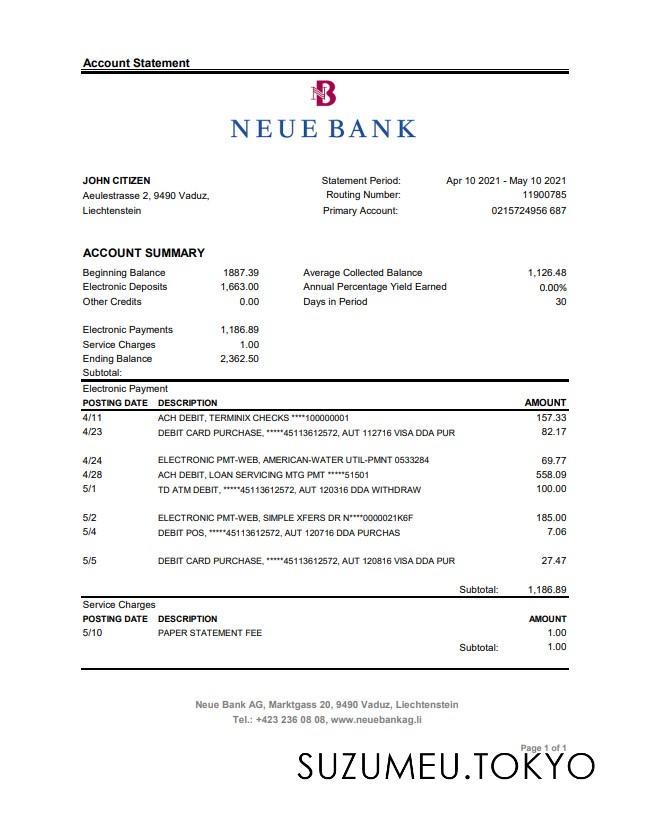 Account Statement
NB
NEUE BANK
JOHN CITIZEN Statement Period: Apr 10 2021 - May 10 2021
Aeulestrasse 2, 9490 Vaduz, Routing Number: 11900785
Liechtenstein Primary Account: 0215724956 687
ACCOUNT SUMMARY
Beginning Balance 1887.39 Average Collected Balance 1,126.48
Electronic Deposits 1,663.00 Annual Percentage Yield Earned 0.00%
Other Credits 0.00 Days in Period 30
Electronic Payments 1,186.89
Service Charges 1.00
Ending Balance 2,362.50
Subtotal:
Electronic Payment
POSTING DATE DESCRIPTION AMOUNT
4/11 ACH DEBIT, TERMINIX CHECKS ****100000001 157.33
4/23 DEBIT CARD PURCHASE, *****45113612572, AUT 112716 VISA DDA PUR 82.17
4/24 ELECTRONIC PMT-WEB, AMERICAN-WATER UTIL-PMNT 0533284 69.77
4/28 ACH DEBIT, LOAN SERVICING MTG PMT *****51501 558.09
5/1 TD ATM DEBIT, *****45113612572, AUT 120316 DDA WITHDRAW 100.00
5/2 ELECTRONIC PMT-WEB, SIMPLE XFERS DR N****0000021K6F 185.00
5/4 DEBIT POS, *****45113612572, AUT 120716 DDA PURCHAS 7.06
5/5 DEBIT CARD PURCHASE, *****45113612572, AUT 120816 VISA DDA PUR 27.47
Subtotal: 1,186.89
Service Charges
POSTING DATE DESCRIPTION AMOUNT
5/10 PAPER STATEMENT FEE 1.00
Subtotal: 1.00
Neue Bank AG, Marktgass 20, 9490 Vaduz, Liechtenstein
Tel.: +423 236 08 08, www.neuebankag.li
Page 1 of 1
SUZUMEU.TOKYO